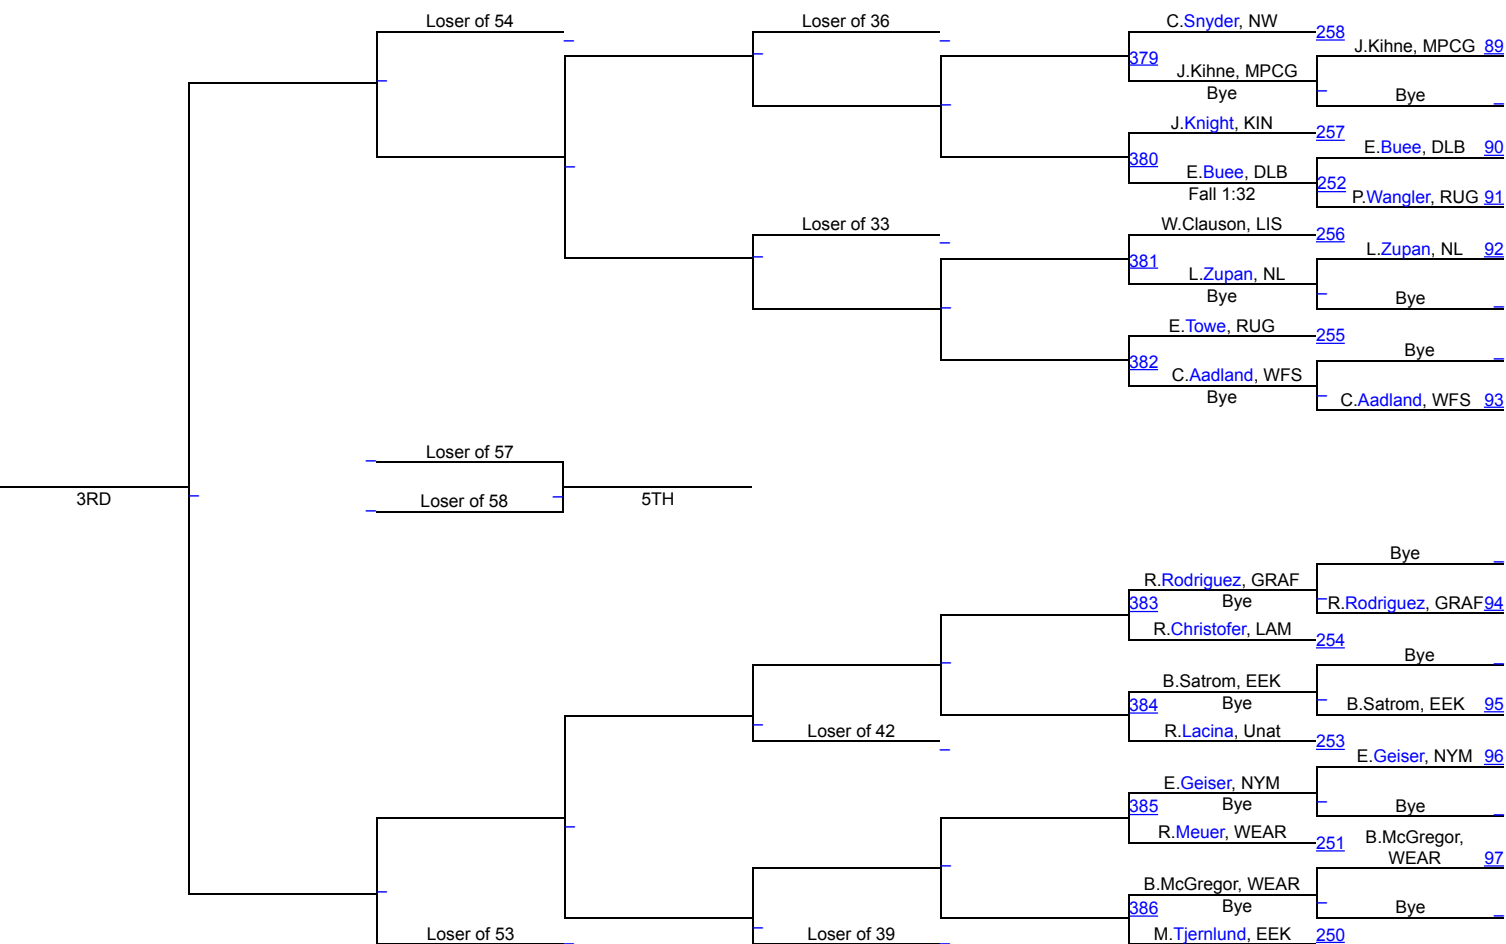 Loser of 54
Loser of 36
C.Snyder, NW
258
J.Kihne, MPCG 89
379
J.Kihne, MPCG
Bye
Bye
J.Knight, KIN
257
E.Buee, DLB 90
380
E.Buee, DLB
Fall 1:32
252
P.Wangler, RUG 91
Loser of 33
W.Clauson, LIS
256
L.Zupan, NL 92
381
L.Zupan, NL
Bye
Bye
E.Towe, RUG
255
Bye
382
C.Aadland, WFS
Bye
C.Aadland, WFS 93
Loser of 57
3RD
Loser of 58
5TH
Bye
R.Rodriguez, GRAF
383
Bye
R.Rodriguez, GRAF 94
R.Christofer, LAM
254
Bye
B.Satrom, EEK
384
Bye
B.Satrom, EEK 95
Loser of 42
R.Lacina, Unat
253
E.Geiser, NYM 96
E.Geiser, NYM
385
Bye
Bye
R.Meuer, WEAR
251
B.McGregor,
WEAR 97
B.McGregor, WEAR
386
Bye
Bye
Loser of 53
Loser of 39
M.Tjernlund, EEK
250